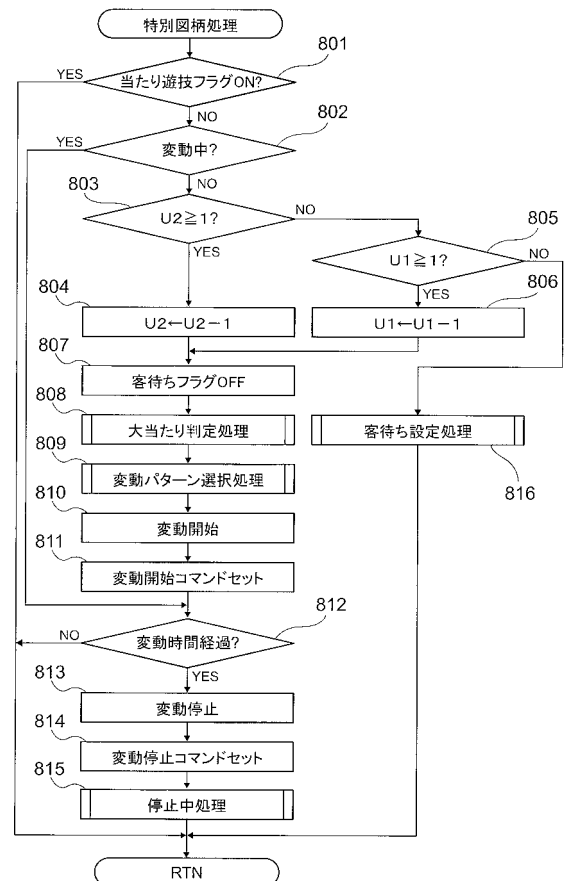 特別図柄処理
801
当たり遊技フラグON?
YES
NO
802
変動中?
YES
NO
803
U2≧1?
NO
YES
805
U1≧1?
NO
YES
804
U2←U2-1
806
U1←U1-1
807
客待ちフラグOFF
808
大当たり判定処理
客待ち設定処理
816
809
変動パターン選択処理
810
変動開始
811
変動開始コマンドセット
812
変動時間経過?
NO
YES
813
変動停止
814
変動停止コマンドセット
815
停止中処理
RTN